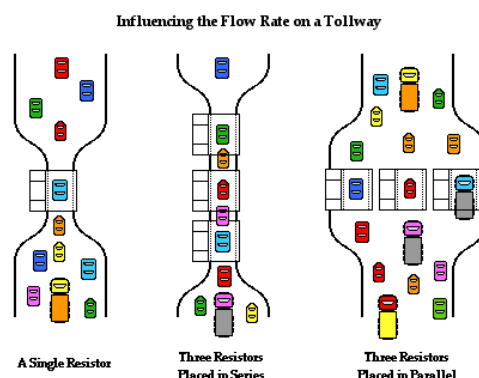 Influencing the Flow Rate on a Tollway
A Single Resistor
Three Resistors
Placed in Series
Three Resistors
Placed in Parallel